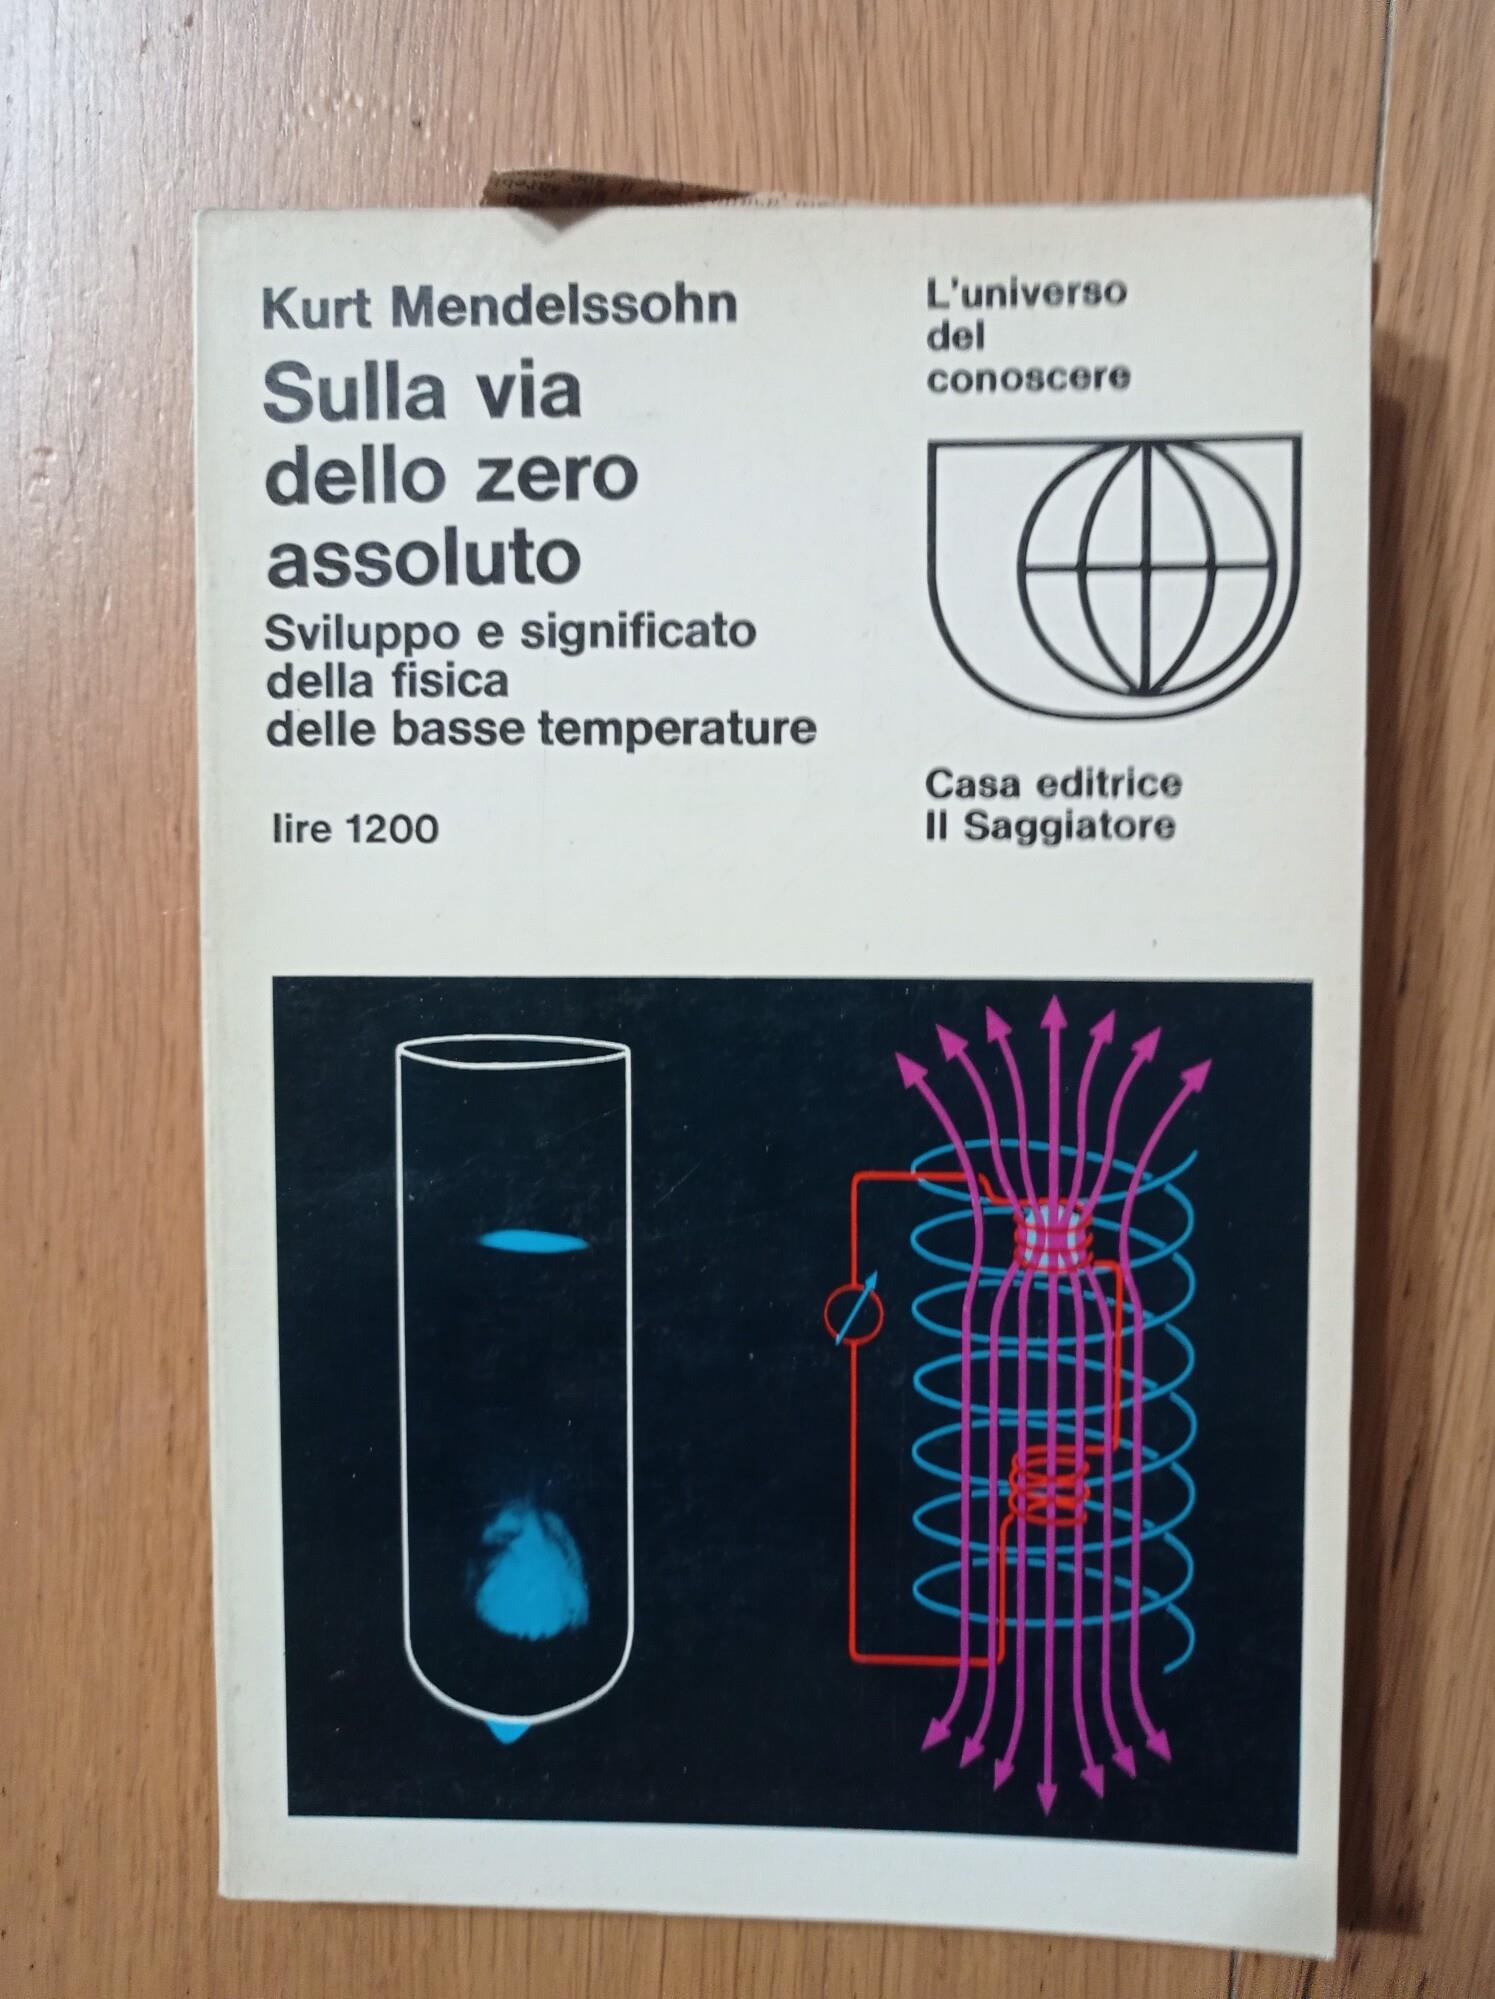 Kurt Mendelssohn
Sulla via
dello zero
assoluto
Sviluppo e significato
della fisica
delle basse temperature
lire 1200
L'universo
del
conoscere
Casa editrice
Il Saggiatore